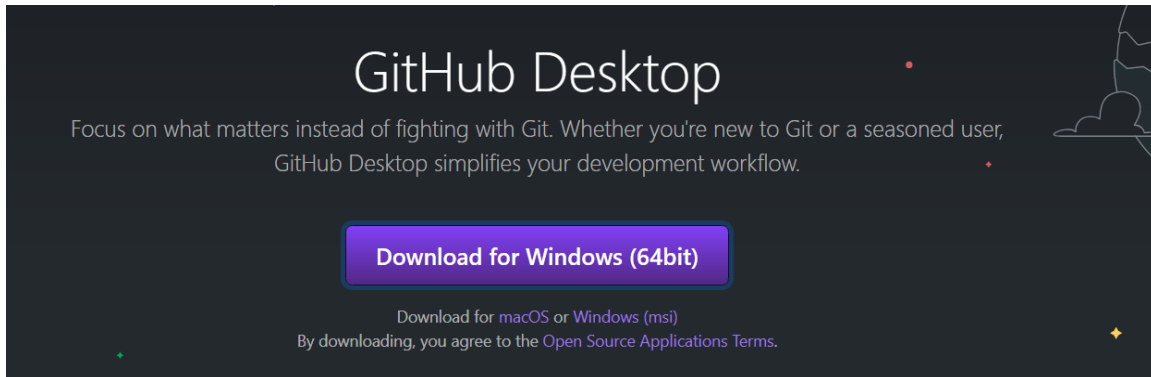 GitHub Desktop
Focus on what matters instead of fighting with Git. Whether you're new to Git or a seasoned user,
GitHub Desktop simplifies your development workflow.
Download for Windows (64bit)
Download for macOS or Windows (msi)
By downloading, you agree to the Open Source Applications Terms.